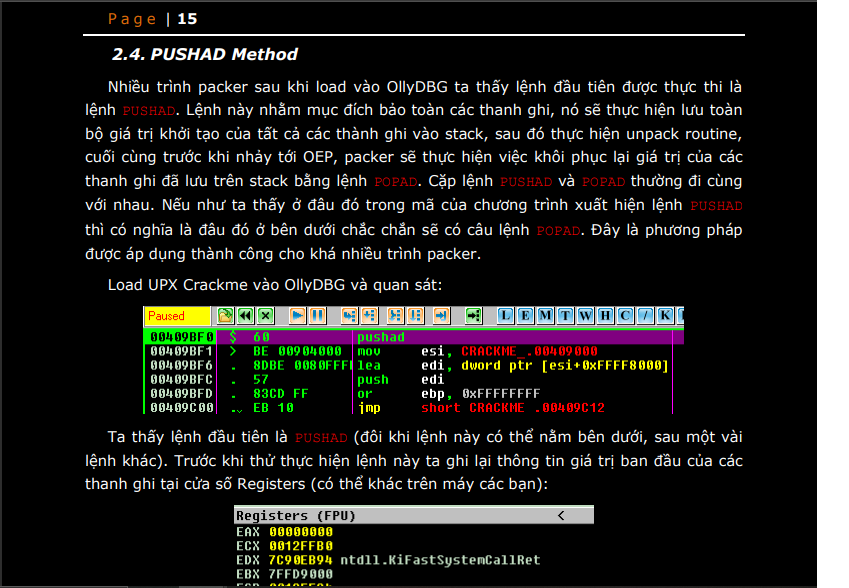 Page | 15
2.4. PUSHAD Method
Nhiều trình packer sau khi load vào OllyDBG ta thấy lệnh đầu tiên được thực thi là
lệnh PUSHAD. Lệnh này nhằm mục đích bảo toàn các thanh ghi, nó sẽ thực hiện lưu toàn
bộ giá trị khởi tạo của tất cả các thành ghi vào stack, sau đó thực hiện unpack routine,
cuối cùng trước khi nhảy tới OEP, packer sẽ thực hiện việc khôi phục lại giá trị của các
thanh ghi đã lưu trên stack bằng lệnh POPAD. Cặp lệnh PUSHAD và POPAD thường đi cùng
với nhau. Nếu như ta thấy ở đâu đó trong mã của chương trình xuất hiện lệnh PUSHAD
thì có nghĩa là đâu đó ở bên dưới chắc chắn sẽ có câu lệnh POPAD. Đây là phương pháp
được áp dụng thành công cho khá nhiều trình packer.
Load UPX Crackme vào OllyDBG và quan sát:
Paused L E M T W H C / K
00409BF0 $ 60 pushad
00409BF1 > BE 00904000 mov esi, CRACKME_.00409000
00409BF6 . 8DBE 0080FFFF lea edi, dword ptr [esi+0xFFFF8000]
00409BFC . 57 push edi
00409BFD . 83CD FF or ebp, 0xFFFFFFFF
00409C00 . EB 10 jmp short CRACKME_.00409C12
Ta thấy lệnh đầu tiên là PUSHAD (đôi khi lệnh này có thể nằm bên dưới, sau một vài
lệnh khác). Trước khi thử thực hiện lệnh này ta ghi lại thông tin giá trị ban đầu của các
thanh ghi tại cửa sổ Registers (có thể khác trên máy các bạn):
Registers (FPU) <
EAX 00000000
ECX 0012FFB0
EDX 7C90EB94 ntdll.KiFastSystemCallRet
EBX 7FFD9000